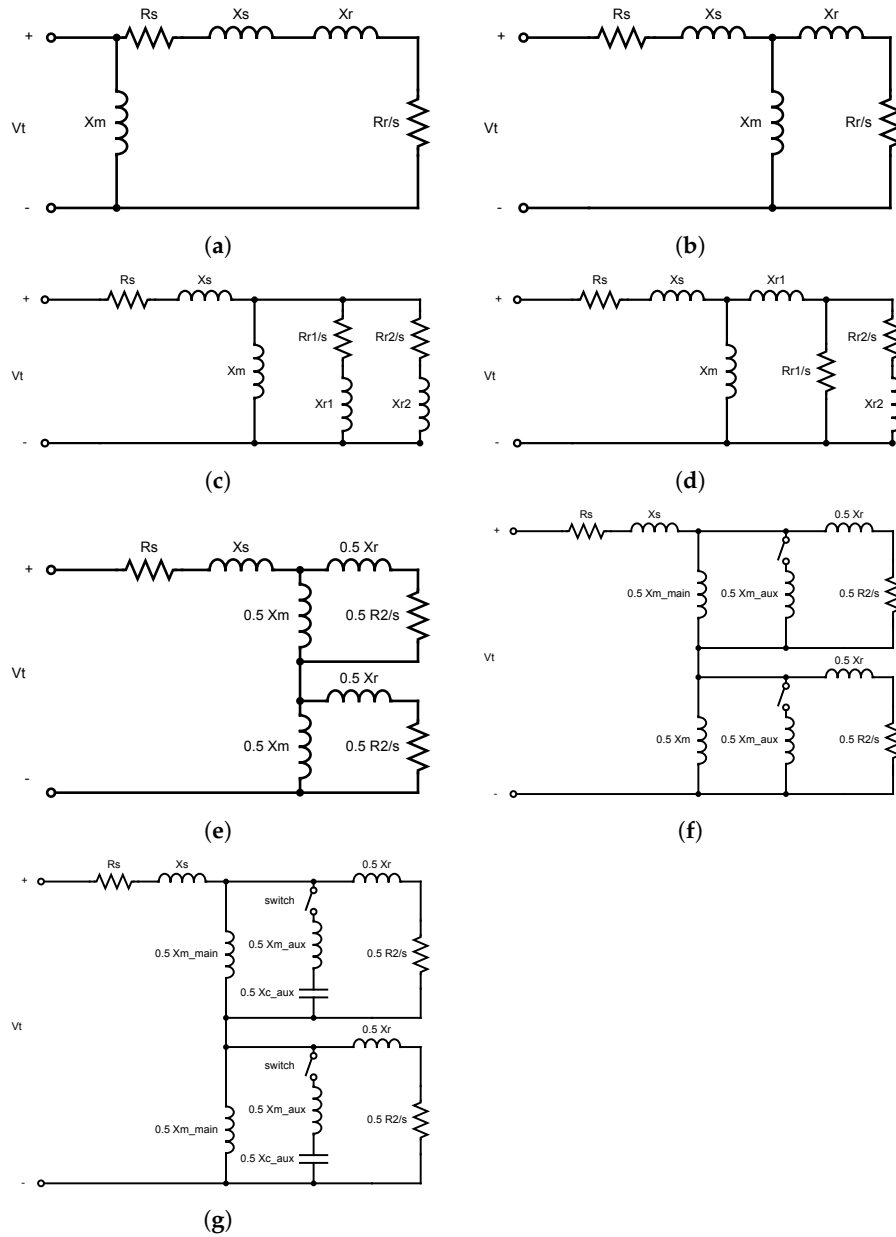 Rs Xs Xr
+
Vt
Xm
Rr/s
-
(a)
Rs Xs Xr
+
Vt
Xm
Rr/s
-
(b)
Rs Xs
+
Vt
Xm
Rr1/s
Rr2/s
Xr1
Xr2
-
(c)
Rs Xs Xr1
+
Vt
Xm
Rr1/s
Rr2/s
Xr2
-
(d)
Rs Xs 0.5 Xr
+
0.5 Xm
0.5 R2/s
Vt
0.5 Xr
0.5 Xm
0.5 R2/s
-
(e)
Rs Xs 0.5 Xr
+
0.5 Xm_main
0.5 Xm_aux
0.5 R2/s
Vt
0.5 Xr
0.5 Xm
0.5 Xm_aux
0.5 R2/s
-
(f)
Rs Xs 0.5 Xr
+
switch
0.5 Xm_main
0.5 Xm_aux
0.5 R2/s
0.5 Xc_aux
Vt
0.5 Xr
switch
0.5 Xm_main
0.5 Xm_aux
0.5 R2/s
0.5 Xc_aux
-
(g)